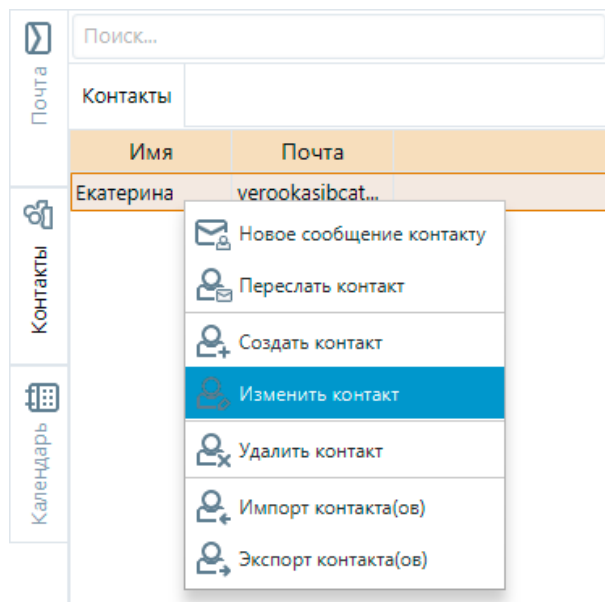 Почта
Контакты
Календарь
Поиск...
Контакты
Имя Почта
Екатерина verookasibcat...
Новое сообщение контакту
Переслать контакт
Создать контакт
Изменить контакт
Удалить контакт
Импорт контакта(ов)
Экспорт контакта(ов)